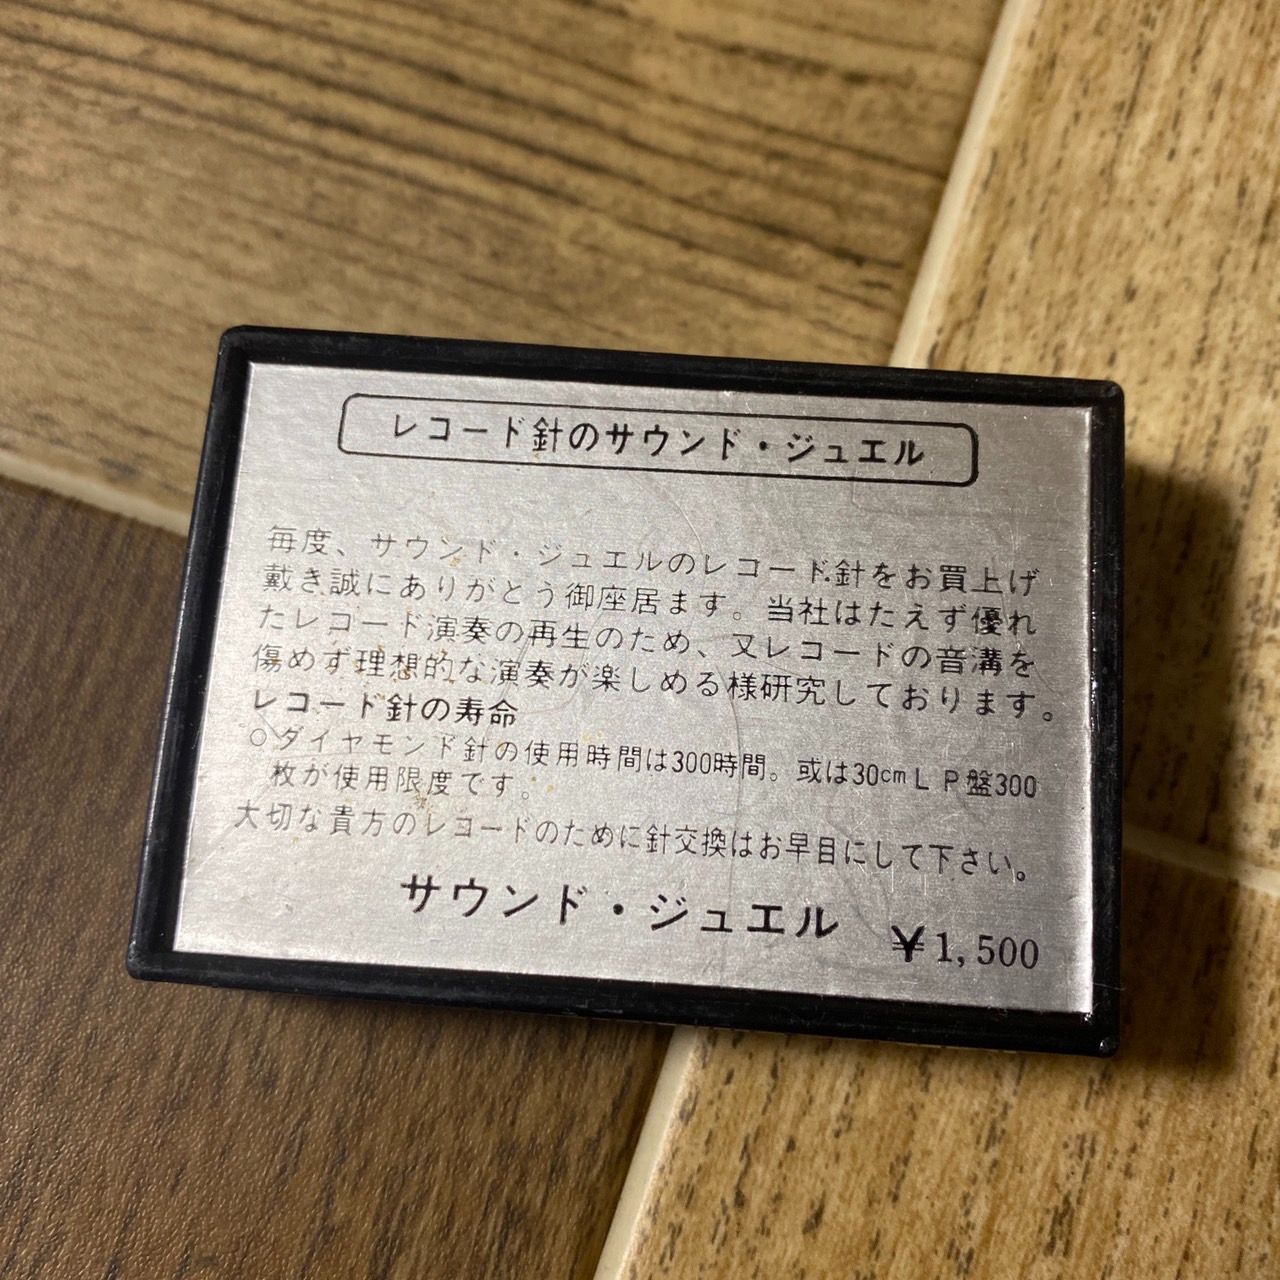 レコード針のサウンド・ジュエル
毎度、サウンド・ジュエルのレコード針をお買上げ
戴き誠にありがとう御座居ます。当社はたえず優れ
たレコード演奏の再生のため、又レコードの音溝を
傷めず理想的な演奏が楽しめる様研究しております。
レコード針の寿命
○ダイヤモンド針の使用時間は300時間。或は30cmLP盤300
枚が使用限度です。
大切な貴方のレコードのために針交換はお早目にして下さい。
サウンド・ジュエル ¥1,500